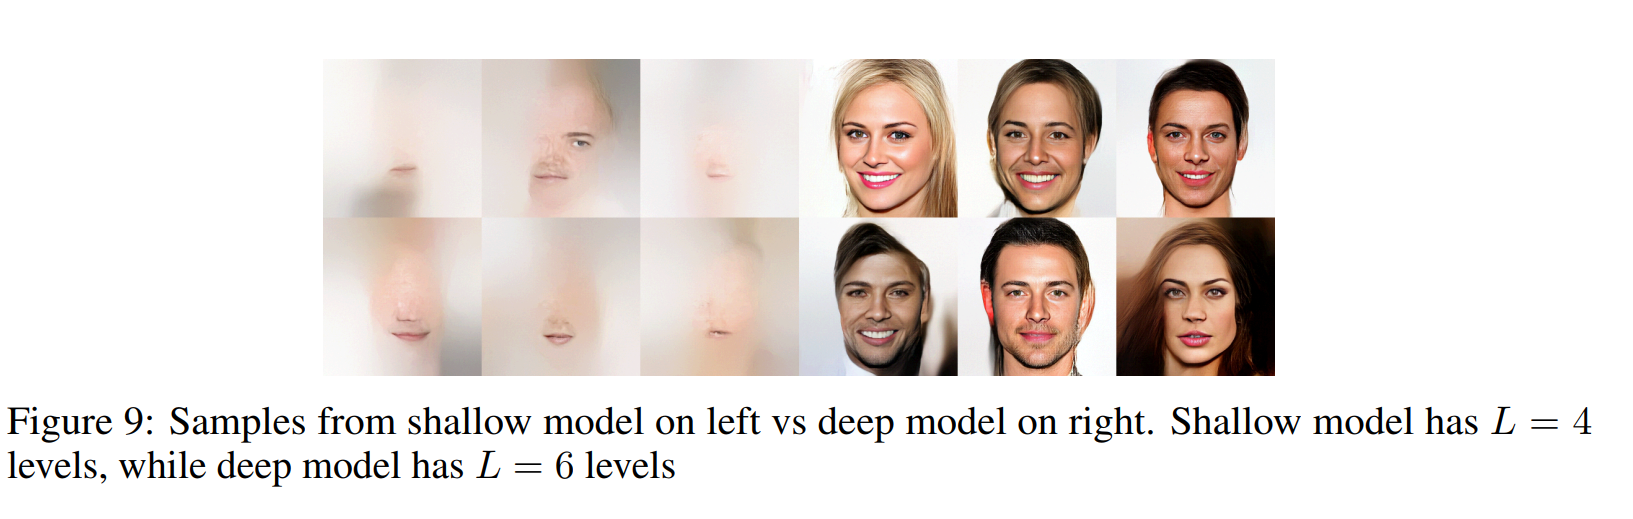 Figure 9: Samples from shallow model on left vs deep model on right. Shallow model has L = 4
levels, while deep model has L = 6 levels